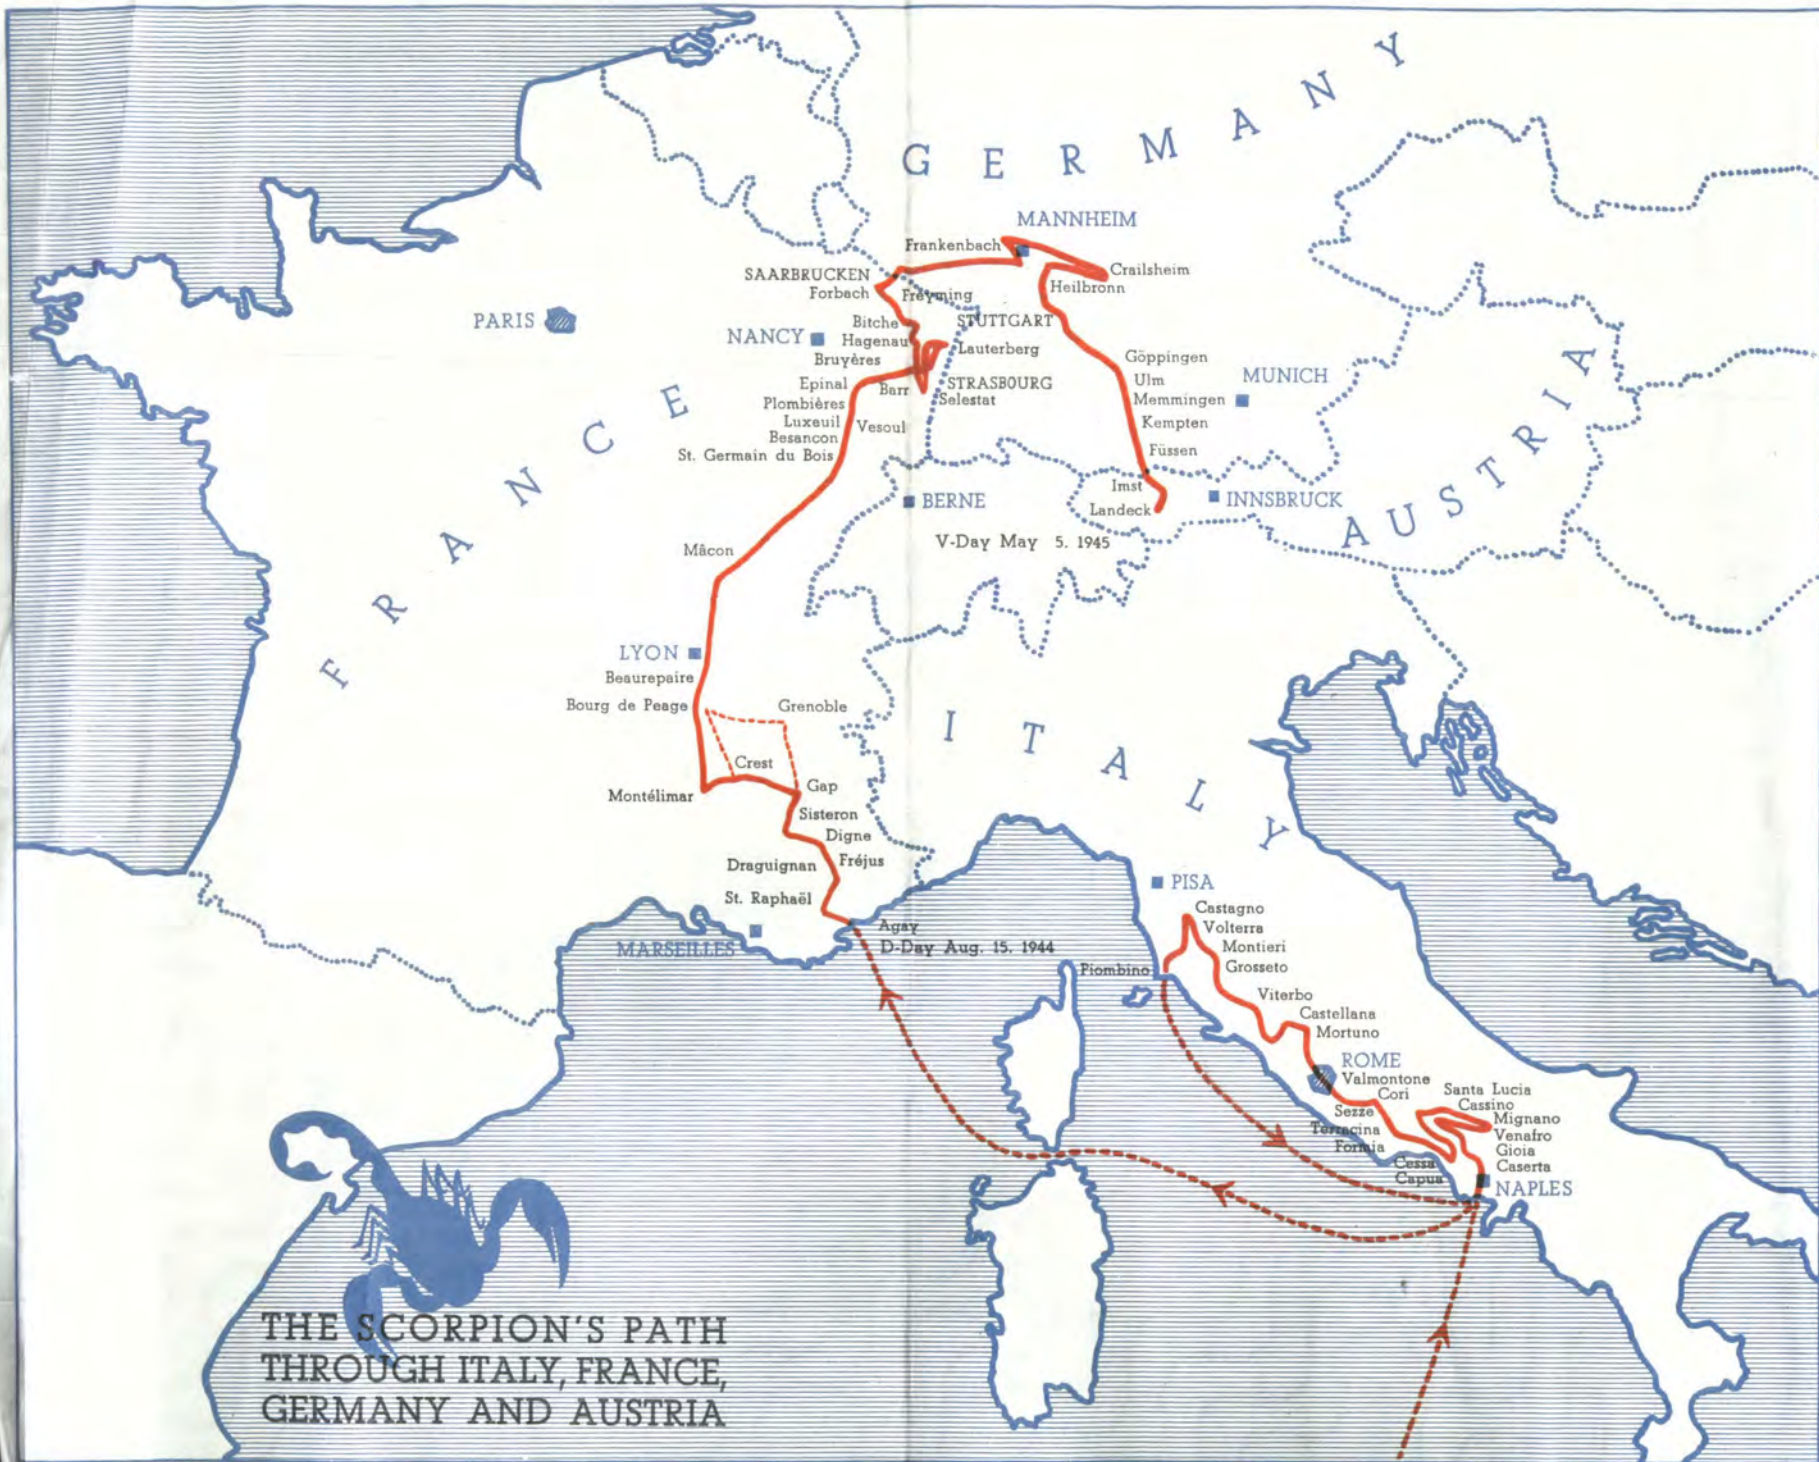 GERMANY
MANNHEIM
Frankenbach
Crailsheim
SAARBRUCKEN
Heilbronn
Forbach
Freyming
PARIS
Bitche
STUTTGART
NANCY
Hagenau
Lauterberg
Bruyères
Göppingen
Epinal
Barr
STRASBOURG
Ulm
MUNICH
Plombières
Selestat
Memmingen
Luxeuil
Vesoul
Kempten
Besancon
St. Germain du Bois
Füssen
FRANCE
AUSTRIA
Imst
BERNE
Landeck
INNSBRUCK
V-Day May 5. 1945
Mâcon
LYON
Beaurepaire
Bourg de Peage
Grenoble
ITALY
Crest
Gap
Montélimar
Sisteron
Digne
Draguignan
Fréjus
PISA
St. Raphaël
Castagno
Agay
Volterra
MARSEILLES
D-Day Aug. 15. 1944
Montieri
Piombino
Grosseto
Viterbo
Castellana
Mortuno
ROME
Valmontone
Cori
Santa Lucia
Cassino
Sezze
Mignano
Terracina
Venafro
Formia
Gioia
Cessa
Caserta
Capua
NAPLES
THE SCORPION'S PATH
THROUGH ITALY, FRANCE,
GERMANY AND AUSTRIA